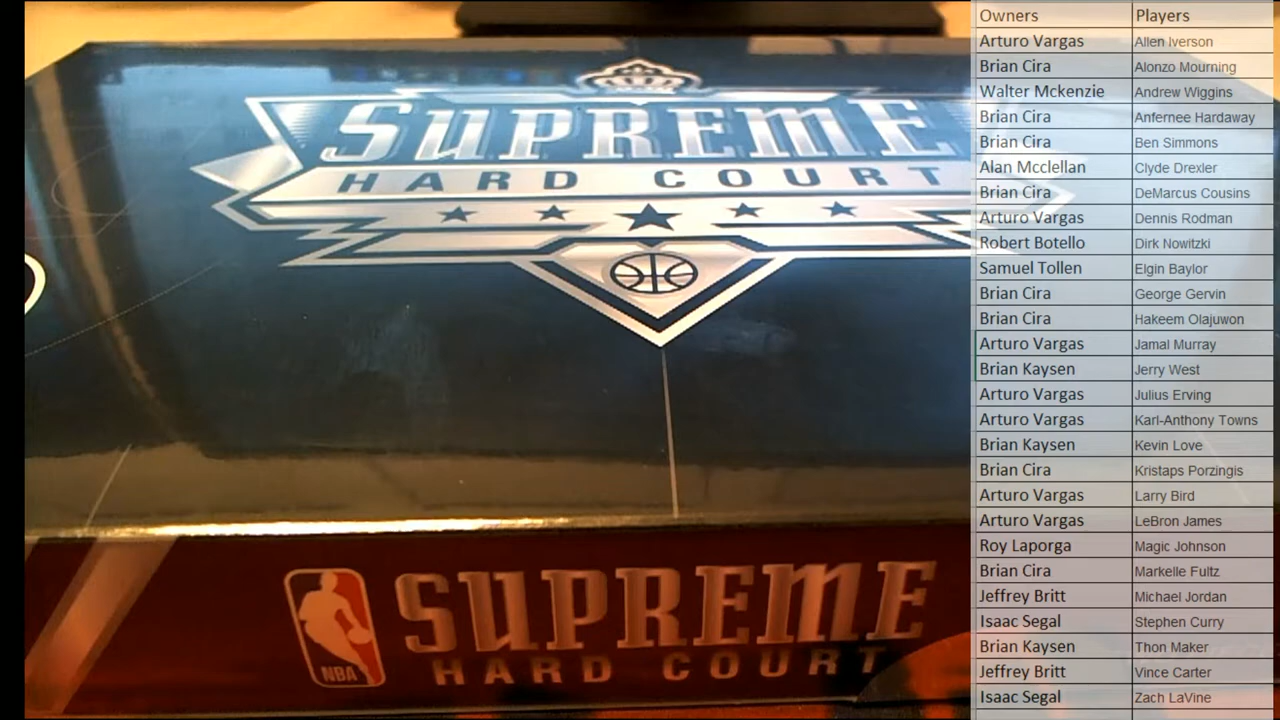 SUPREME
HARD COURT
NBA
SUPREME
HARD COURT
Owners Players
Arturo Vargas Allen Iverson
Brian Cira Alonzo Mourning
Walter Mckenzie Andrew Wiggins
Brian Cira Anfernee Hardaway
Brian Cira Ben Simmons
Alan Mcclellan Clyde Drexler
Brian Cira DeMarcus Cousins
Arturo Vargas Dennis Rodman
Robert Botello Dirk Nowitzki
Samuel Tollen Elgin Baylor
Brian Cira George Gervin
Brian Cira Hakeem Olajuwon
Arturo Vargas Jamal Murray
Brian Kaysen Jerry West
Arturo Vargas Julius Erving
Arturo Vargas Karl-Anthony Towns
Brian Kaysen Kevin Love
Brian Cira Kristaps Porzingis
Arturo Vargas Larry Bird
Arturo Vargas LeBron James
Roy Laporga Magic Johnson
Brian Cira Markelle Fultz
Jeffrey Britt Michael Jordan
Isaac Segal Stephen Curry
Brian Kaysen Thon Maker
Jeffrey Britt Vince Carter
Isaac Segal Zach LaVine